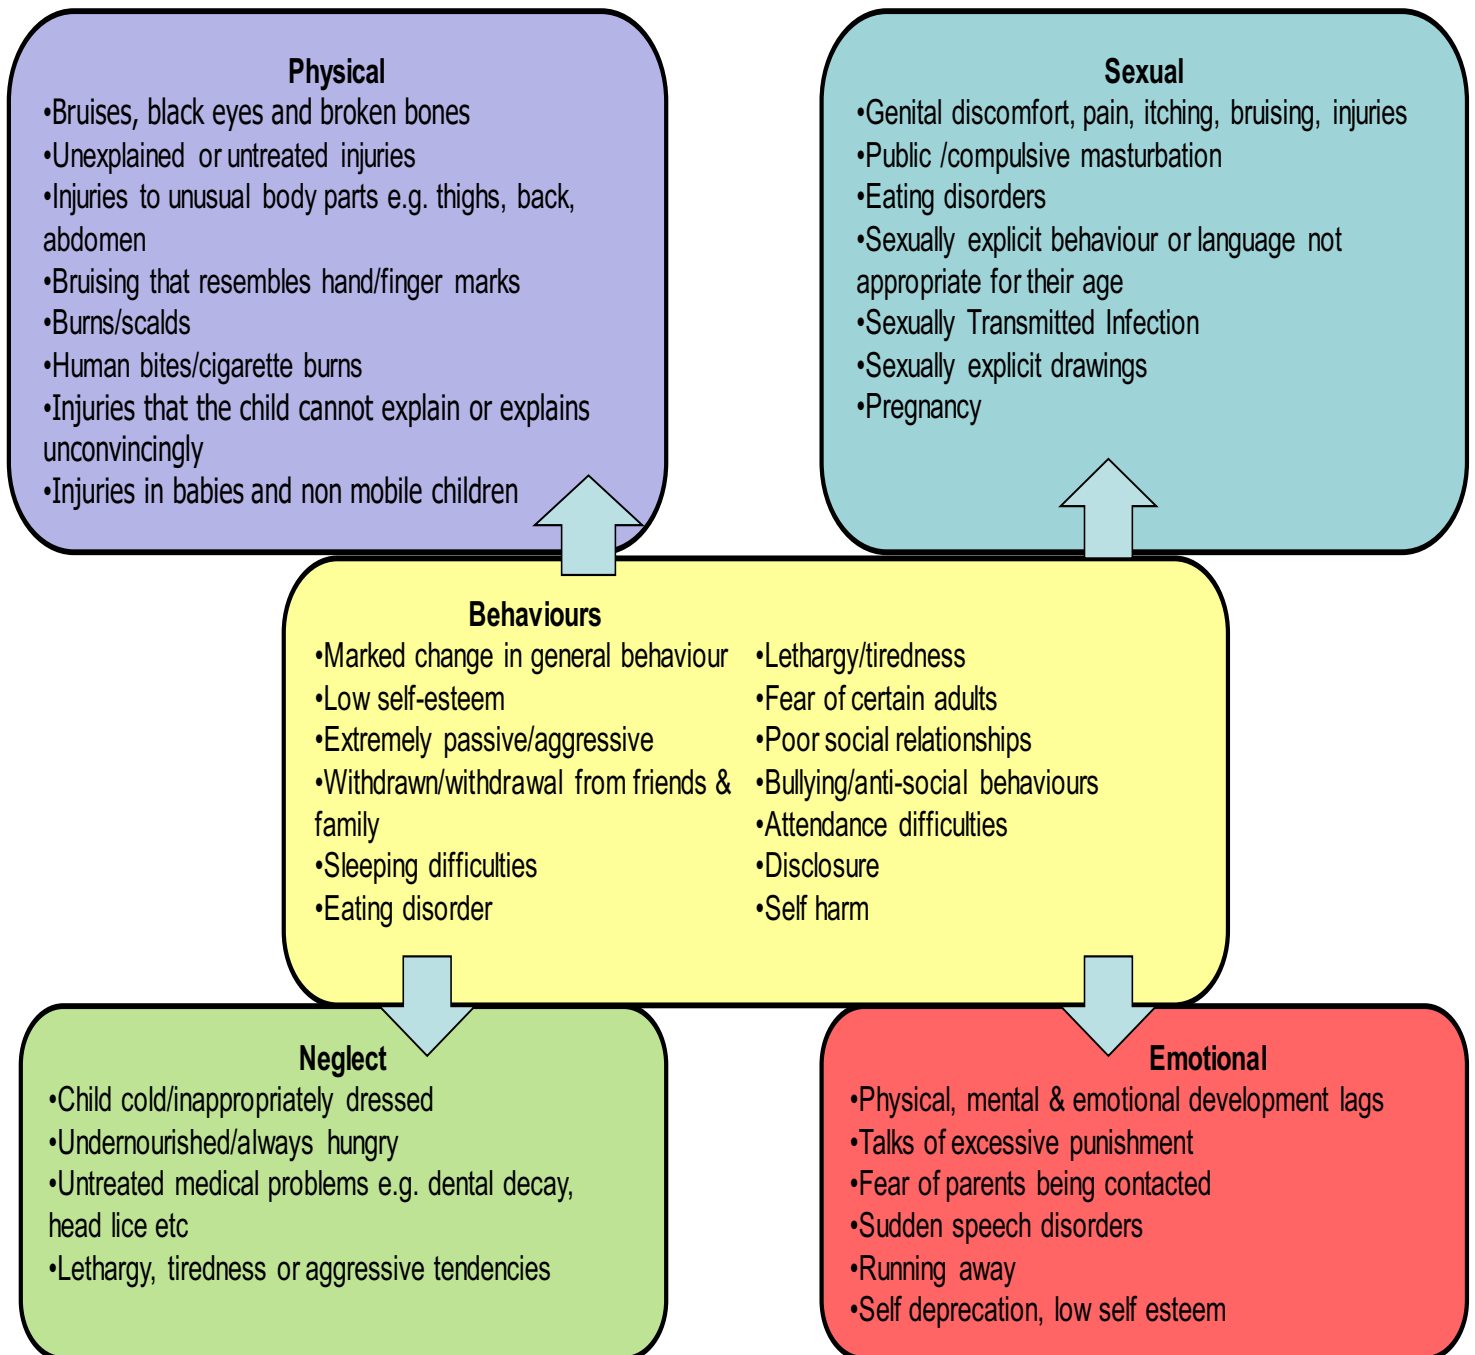 Physical
•Bruises, black eyes and broken bones
•Unexplained or untreated injuries
•Injuries to unusual body parts e.g. thighs, back,
abdomen
•Bruising that resembles hand/finger marks
•Burns/scalds
•Human bites/cigarette burns
•Injuries that the child cannot explain or explains
unconvincingly
•Injuries in babies and non mobile children
Sexual
•Genital discomfort, pain, itching, bruising, injuries
•Public /compulsive masturbation
•Eating disorders
•Sexually explicit behaviour or language not
appropriate for their age
•Sexually Transmitted Infection
•Sexually explicit drawings
•Pregnancy
Behaviours
•Marked change in general behaviour
•Low self-esteem
•Extremely passive/aggressive
•Withdrawn/withdrawal from friends &
family
•Sleeping difficulties
•Eating disorder
•Lethargy/tiredness
•Fear of certain adults
•Poor social relationships
•Bullying/anti-social behaviours
•Attendance difficulties
•Disclosure
•Self harm
Neglect
•Child cold/inappropriately dressed
•Undernourished/always hungry
•Untreated medical problems e.g. dental decay,
head lice etc
•Lethargy, tiredness or aggressive tendencies
Emotional
•Physical, mental & emotional development lags
•Talks of excessive punishment
•Fear of parents being contacted
•Sudden speech disorders
•Running away
•Self deprecation, low self esteem